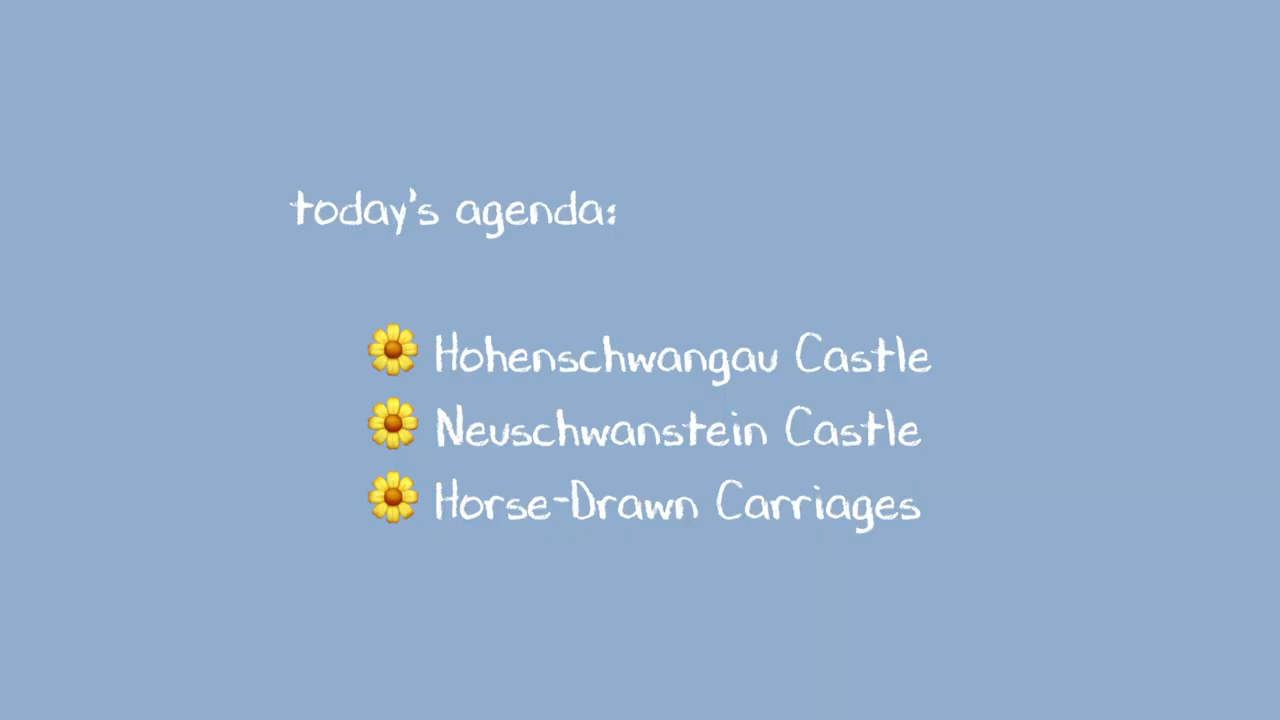 today's agenda:
Hohenschwangau Castle
Neuschwanstein Castle
Horse-Drawn Carriages